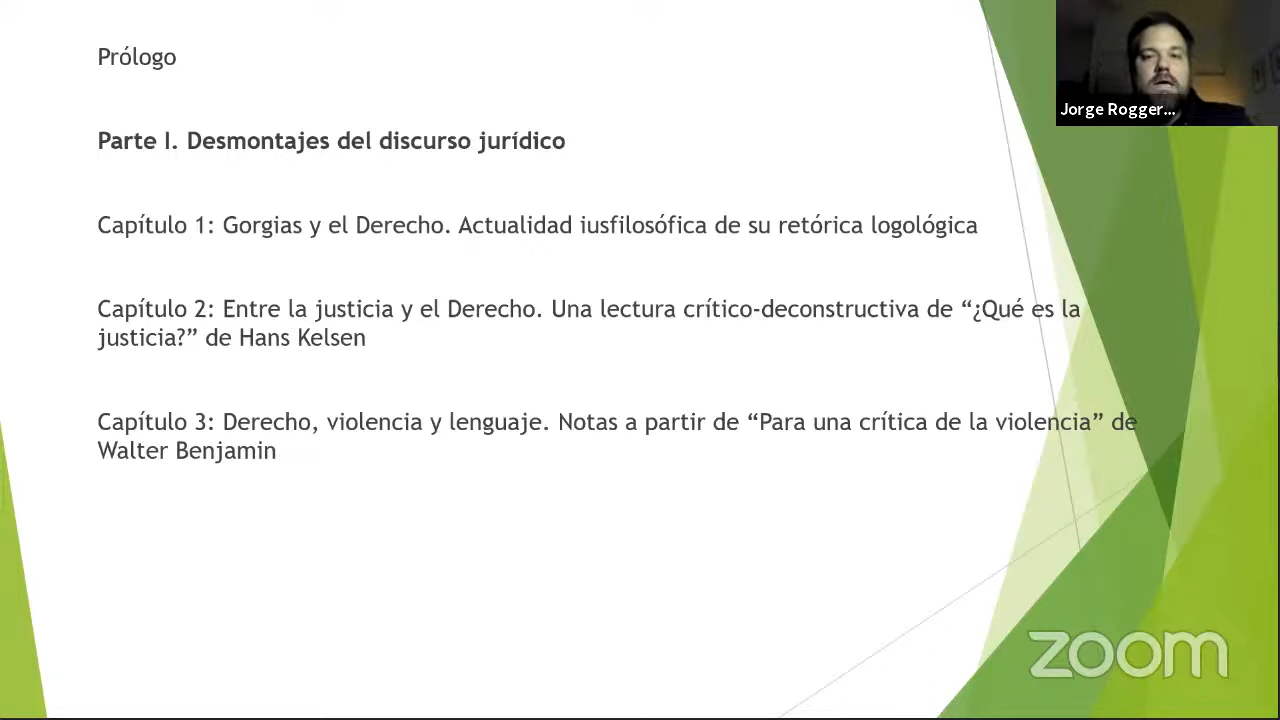 Prólogo
Parte I. Desmontajes del discurso jurídico
Capítulo 1: Gorgias y el Derecho. Actualidad iusfilosófica de su retórica logológica
Capítulo 2: Entre la justicia y el Derecho. Una lectura crítico-deconstructiva de “¿Qué es la
justicia?” de Hans Kelsen
Capítulo 3: Derecho, violencia y lenguaje. Notas a partir de “Para una crítica de la violencia” de
Walter Benjamin
Jorge Rogger...
zoom